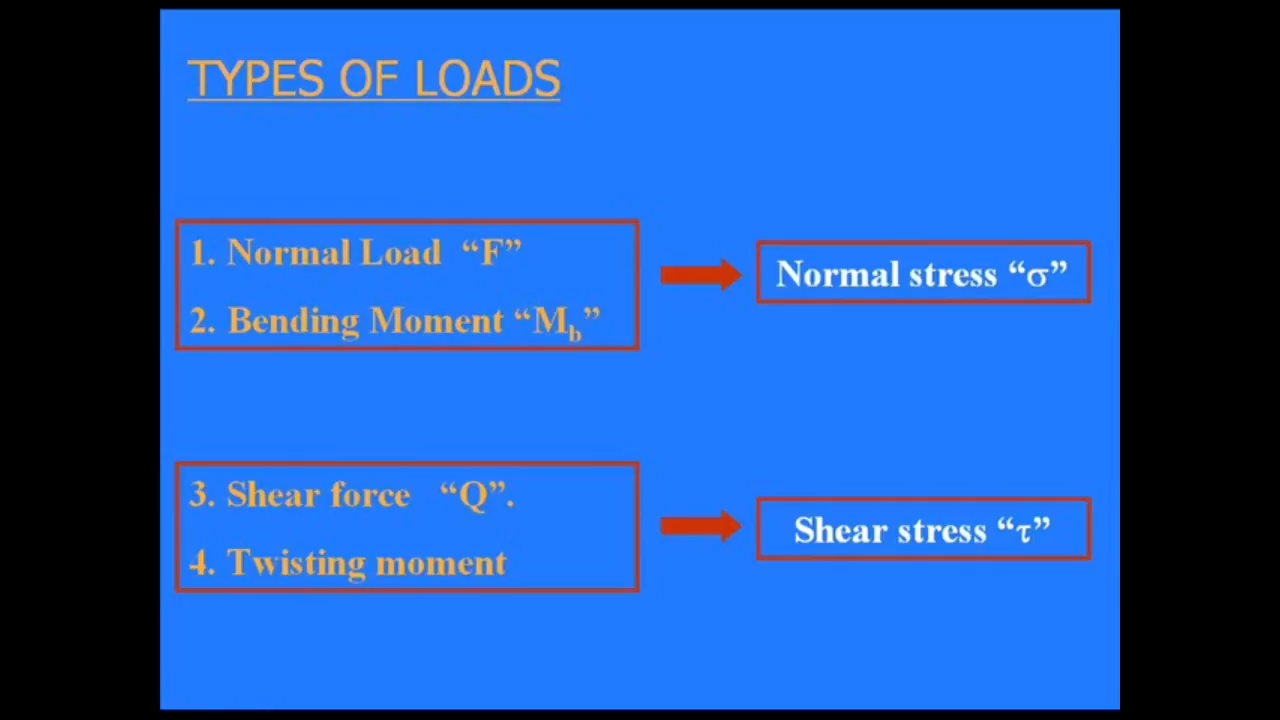 TYPES OF LOADS
1. Normal Load “F”
2. Bending Moment “Mb”
Normal stress “σ”
3. Shear force “Q”.
4. Twisting moment
Shear stress “τ”